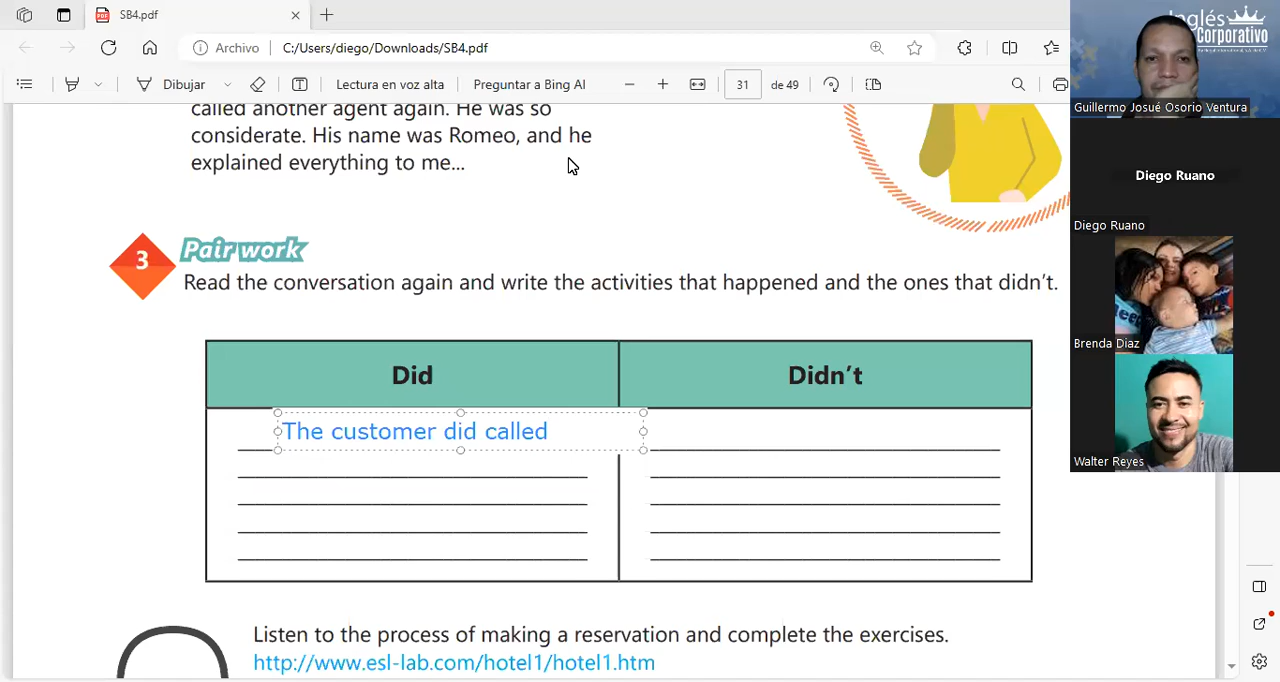 SB4.pdf
Inglés
Corporativo
Archivo
C:/Users/diego/Downloads/SB4.pdf
Dibujar
Lectura en voz alta
Preguntar a Bing AI
31
de 49
called another agent again. He was so
considerate. His name was Romeo, and he
explained everything to me...
Guillermo Josué Osorio Ventura
Diego Ruano
Diego Ruano
Brenda Diaz
Walter Reyes
3
Pair work
Read the conversation again and write the activities that happened and the ones that didn't.
Did
Didn't
The customer did called
Listen to the process of making a reservation and complete the exercises.
http://www.esl-lab.com/hotel1/hotel1.htm